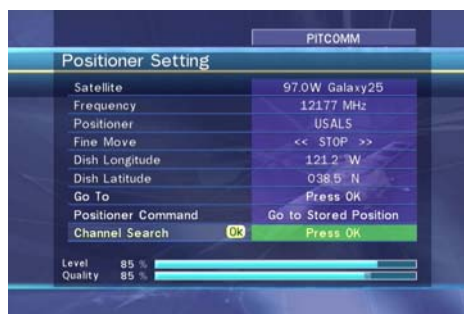 PITCOMM
Positioner Setting
Satellite 97.0W Galaxy25
Frequency 12177 MHz
Positioner USALS
Fine Move << STOP >>
Dish Longitude 121.2 W
Dish Latitude 038.5 N
Go To Press OK
Positioner Command Go to Stored Position
Channel Search Ok Press OK
Level 85 %
Quality 85 %